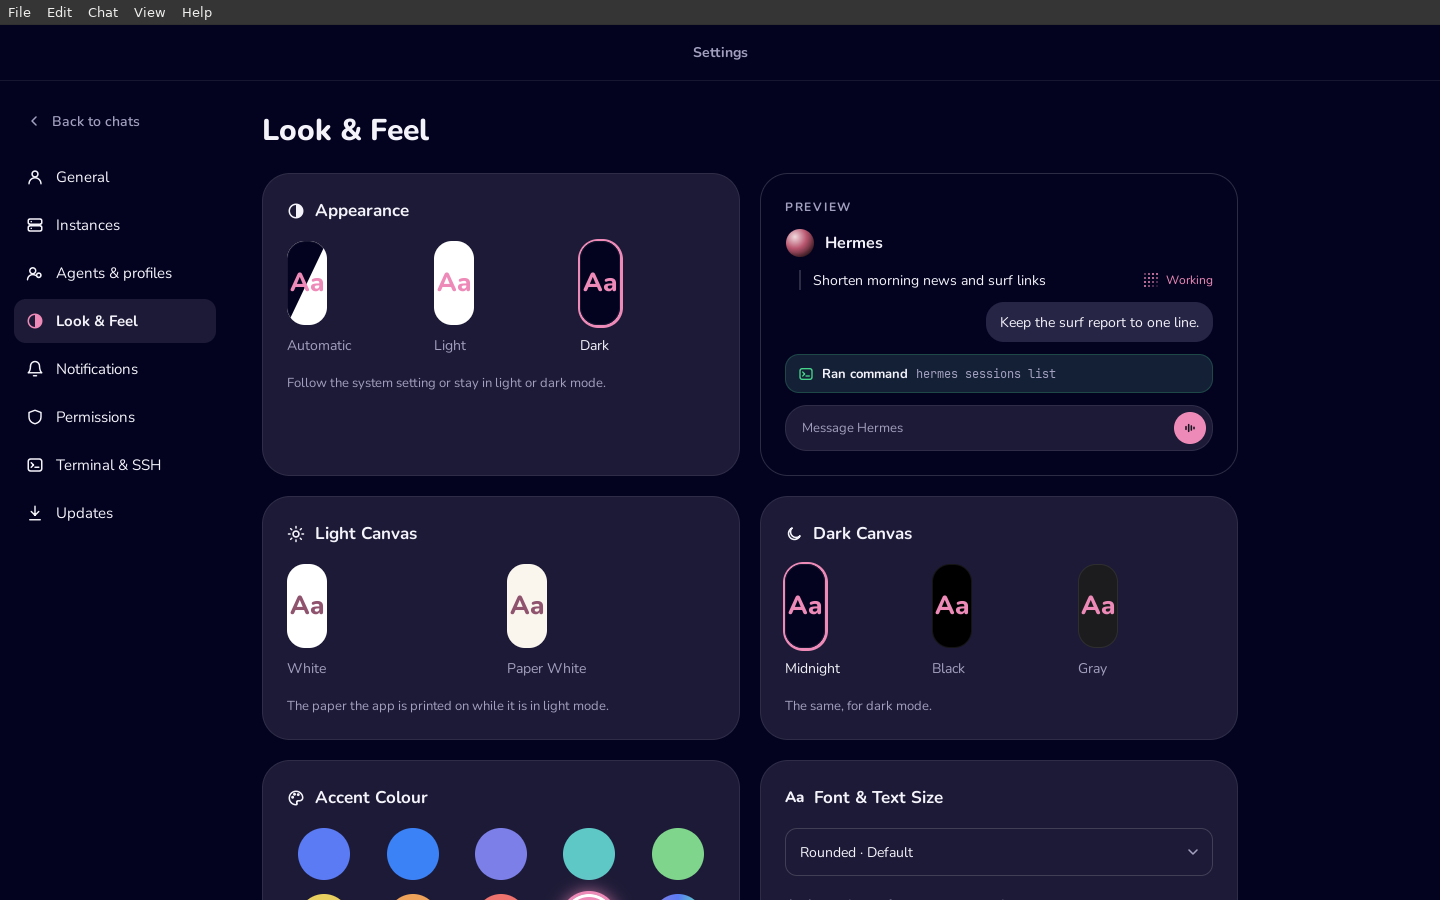 File Edit Chat View Help
Settings
Back to chats
General
Instances
Agents & profiles
Look & Feel
Notifications
Permissions
Terminal & SSH
Updates
Look & Feel
Appearance
Aa Aa Aa
Automatic Light Dark
Follow the system setting or stay in light or dark mode.
PREVIEW
Hermes
Shorten morning news and surf links Working
Keep the surf report to one line.
Ran command hermes sessions list
Message Hermes
Light Canvas
Aa Aa
White Paper White
The paper the app is printed on while it is in light mode.
Dark Canvas
Aa Aa Aa
Midnight Black Gray
The same, for dark mode.
Accent Colour
Aa Font & Text Size
Rounded · Default